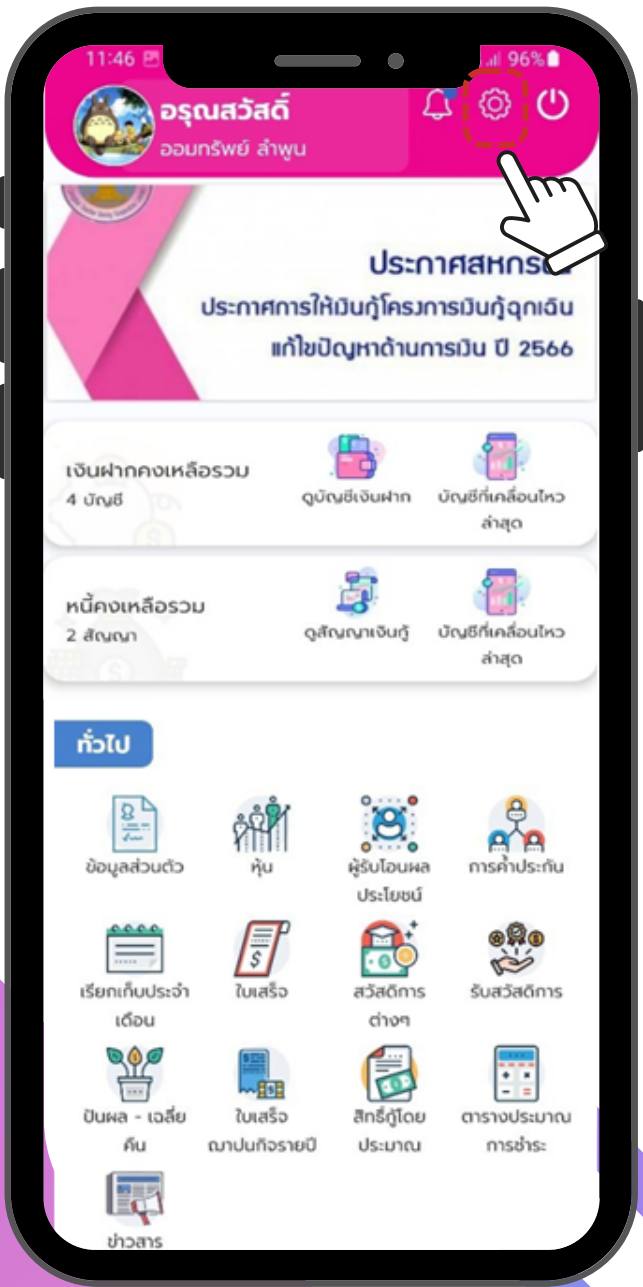 11:46 96%
อรุณสวัสดิ์
ออมทรัพย์ ลำพูน
ประกาศสหกรณ์
ประกาศการให้เงินกู้โครงการเงินกู้ฉุกเฉิน
แก้ไขปัญหาด้านการเงิน ปี 2566
เงินฝากคงเหลือรวม
4 บัญชี
ดูบัญชีเงินฝาก
บัญชีที่เคลื่อนไหว
ล่าสุด
หนี้คงเหลือรวม
2 สัญญา
ดูสัญญาเงินกู้
บัญชีที่เคลื่อนไหว
ล่าสุด
ทั่วไป
ข้อมูลส่วนตัว
หุ้น
ผู้รับโอนผล
ประโยชน์
การค้ำประกัน
เรียกเก็บประจำ
เดือน
ใบเสร็จ
สวัสดิการ
ต่างๆ
รับสวัสดิการ
ปันผล - เฉลี่ย
คืน
ใบเสร็จ
ฌาปนกิจรายปี
สิทธิ์กู้โดย
ประมาณ
ตารางประมาณ
การชำระ
ข่าวสาร